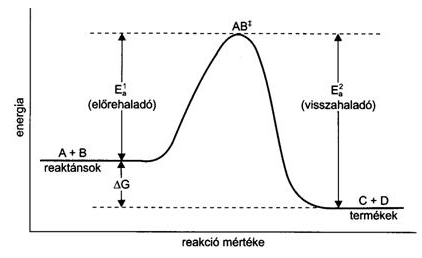 AB‡
E¹ₐ
(előrehaladó)
E²ₐ
(visszahaladó)
energia
A + B
reaktánsok
ΔG
C + D
termékek
reakció mértéke